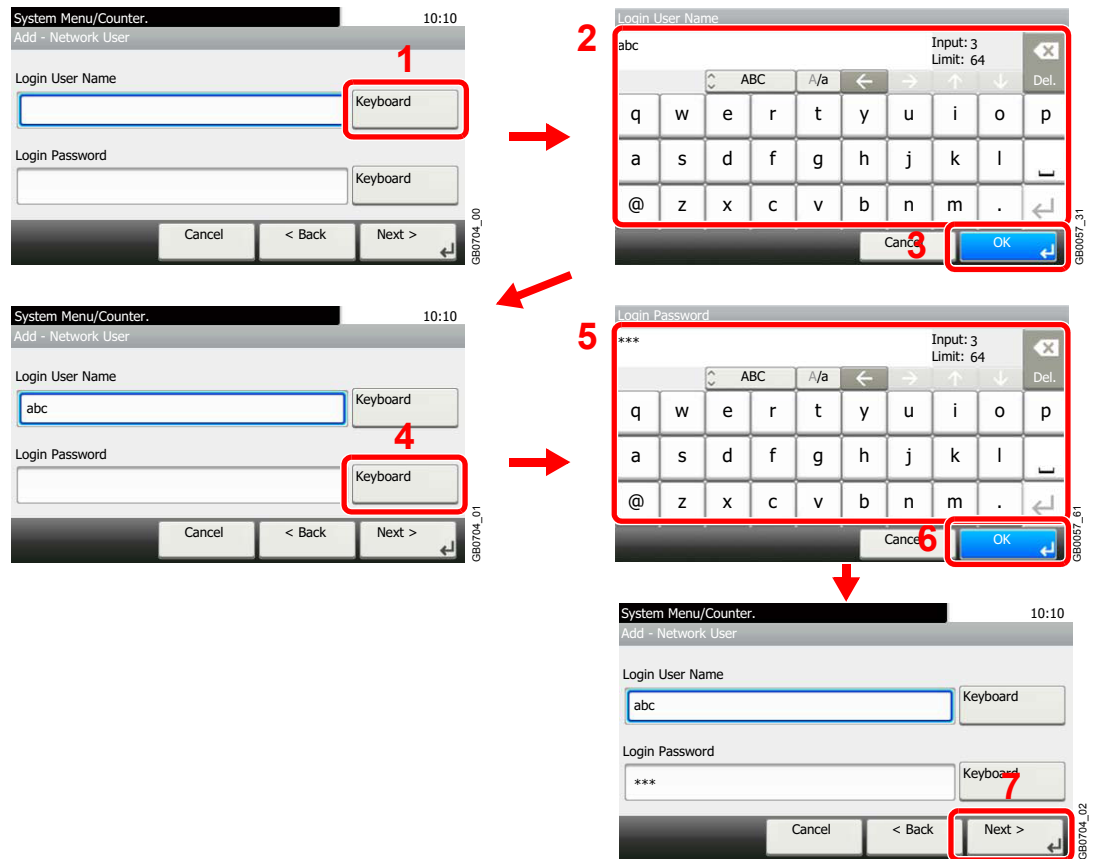 System Menu/Counter. 10:10
Add - Network User
1
Login User Name
Keyboard
Login Password
Keyboard
Cancel < Back Next >
GB0704_00
Login User Name
2
abc Input: 3
Limit: 64
ABC A/a Del.
q w e r t y u i o p
a s d f g h j k l
@ z x c v b n m .
Cancel OK
3
GB0057_31
System Menu/Counter. 10:10
Add - Network User
Login User Name
abc Keyboard
4
Login Password
Keyboard
Cancel < Back Next >
GB0704_01
Login Password
5
*** Input: 3
Limit: 64
ABC A/a Del.
q w e r t y u i o p
a s d f g h j k l
@ z x c v b n m .
Cancel OK
6
GB0057_61
System Menu/Counter. 10:10
Add - Network User
Login User Name
abc Keyboard
Login Password
*** Keyboard
7
Cancel < Back Next >
GB0704_02